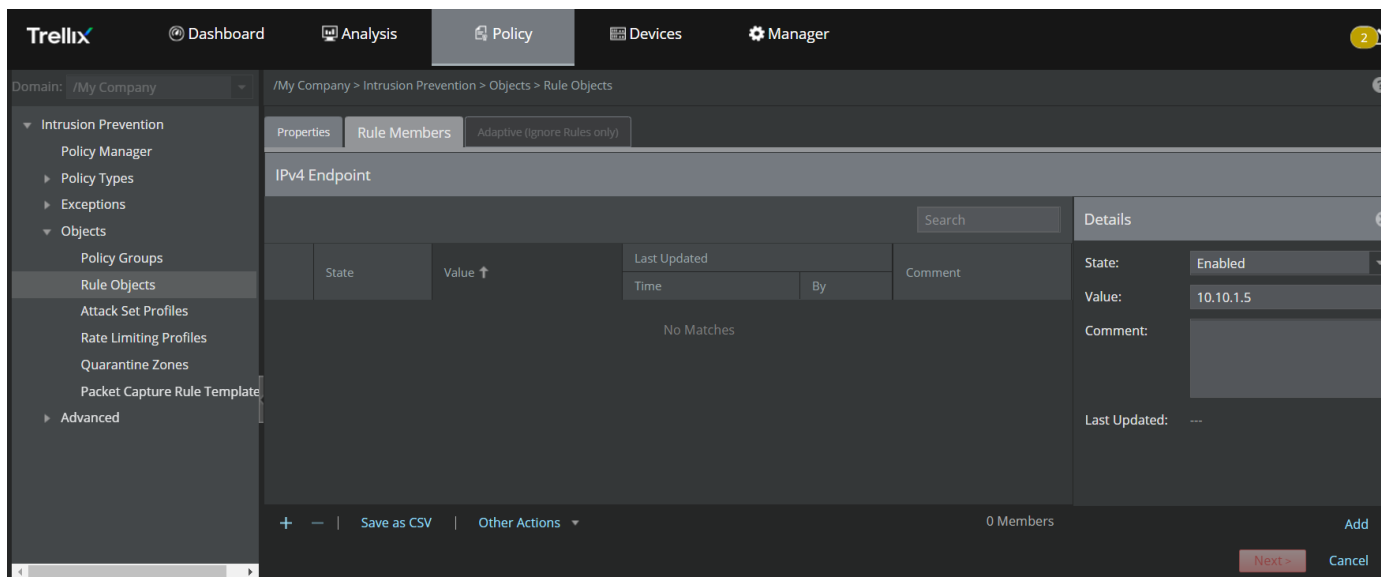 Trellix
Dashboard
Analysis
Policy
Devices
Manager
2
Domain: /My Company
/My Company > Intrusion Prevention > Objects > Rule Objects
Intrusion Prevention
Policy Manager
Policy Types
Exceptions
Objects
Policy Groups
Rule Objects
Attack Set Profiles
Rate Limiting Profiles
Quarantine Zones
Packet Capture Rule Template
Advanced
Properties
Rule Members
Adaptive (Ignore Rules only)
IPv4 Endpoint
Search
State
Value
Last Updated
Time
By
Comment
No Matches
Details
State: Enabled
Value: 10.10.1.5
Comment:
Last Updated: ---
+ — | Save as CSV | Other Actions
0 Members
Add
Next >
Cancel